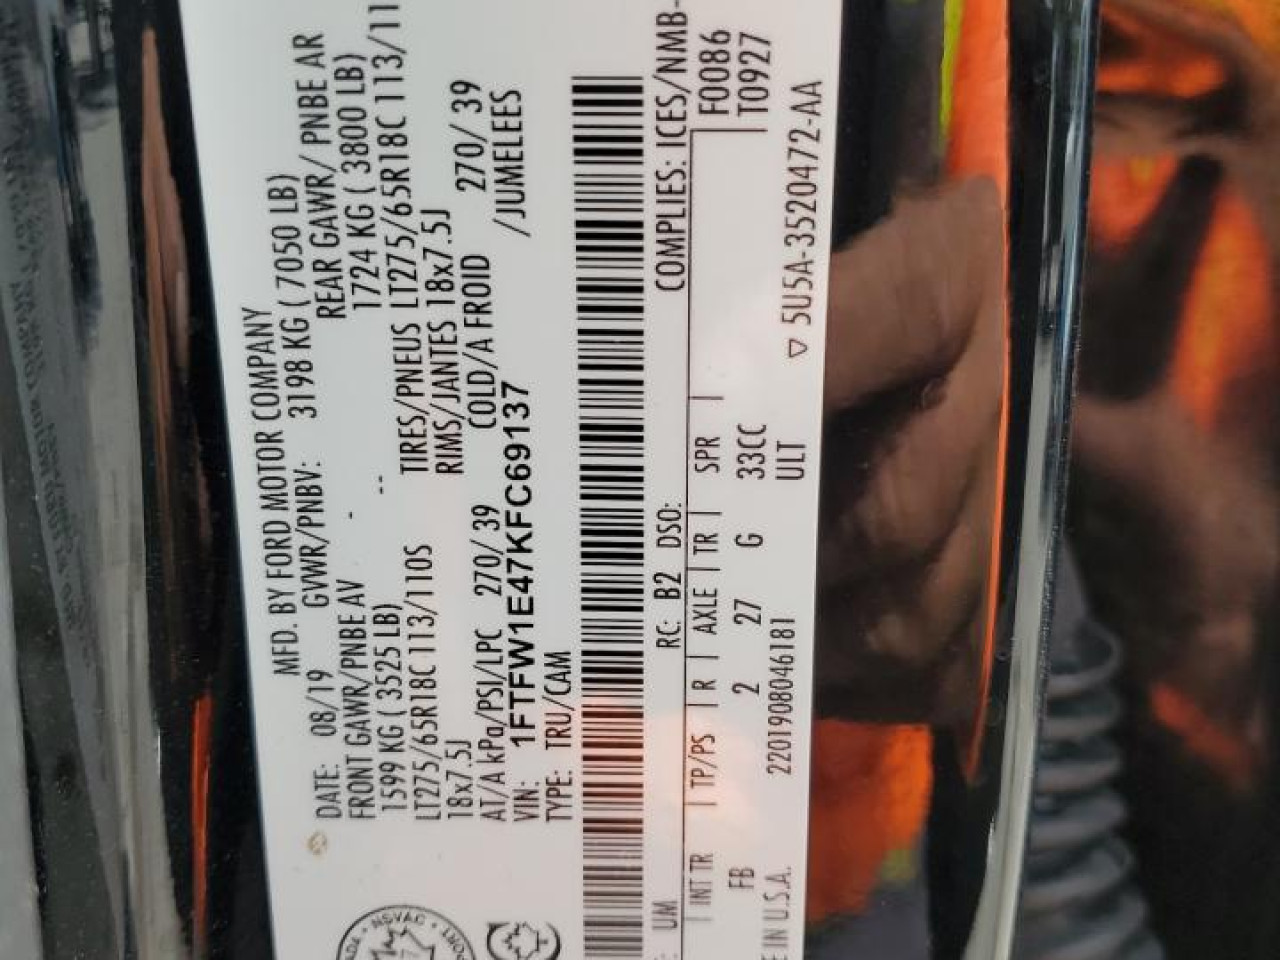 MFD. BY FORD MOTOR COMPANY
DATE: 08/19 GVWR/PNBV: 3198 KG ( 7050 LB)
FRONT GAWR/PNBE AV - REAR GAWR/ PNBE AR
1599 KG ( 3525 LB) -- 1724 KG ( 3800 LB)
LT275/65R18C 113/110S TIRES/PNEUS LT275/65R18C 113/11
18x7.5J RIMS/JANTES 18x7.5J
AT/A kPa/PSI/LPC 270/ 39 COLD/A FROID 270/ 39
VIN: 1FTFW1E47KFC69137 /JUMELEES
TYPE: TRU/CAM
UM RC: B2 DSO: COMPLIES: ICES/NMB-
| INT TR | TP/PS | R | AXLE | TR | SPR |
F0086
FB 2 27 G 33CC T0927
ULT
E IN U.S.A. 2201908046181 ▽ 5U5A-3520472-AA
NSVAC